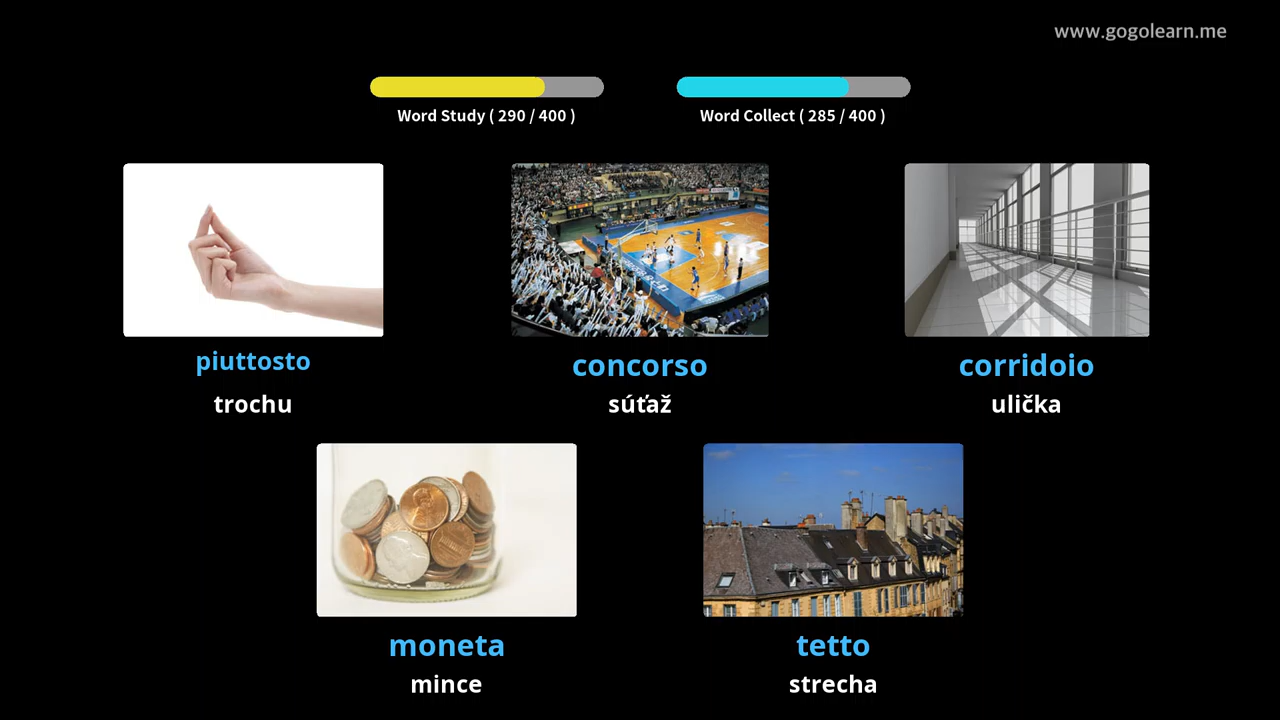 www.gogolearn.me
Word Study ( 290 / 400 )
Word Collect ( 285 / 400 )
piuttosto
trochu
concorso
súťaž
corridoio
ulička
moneta
mince
tetto
strecha